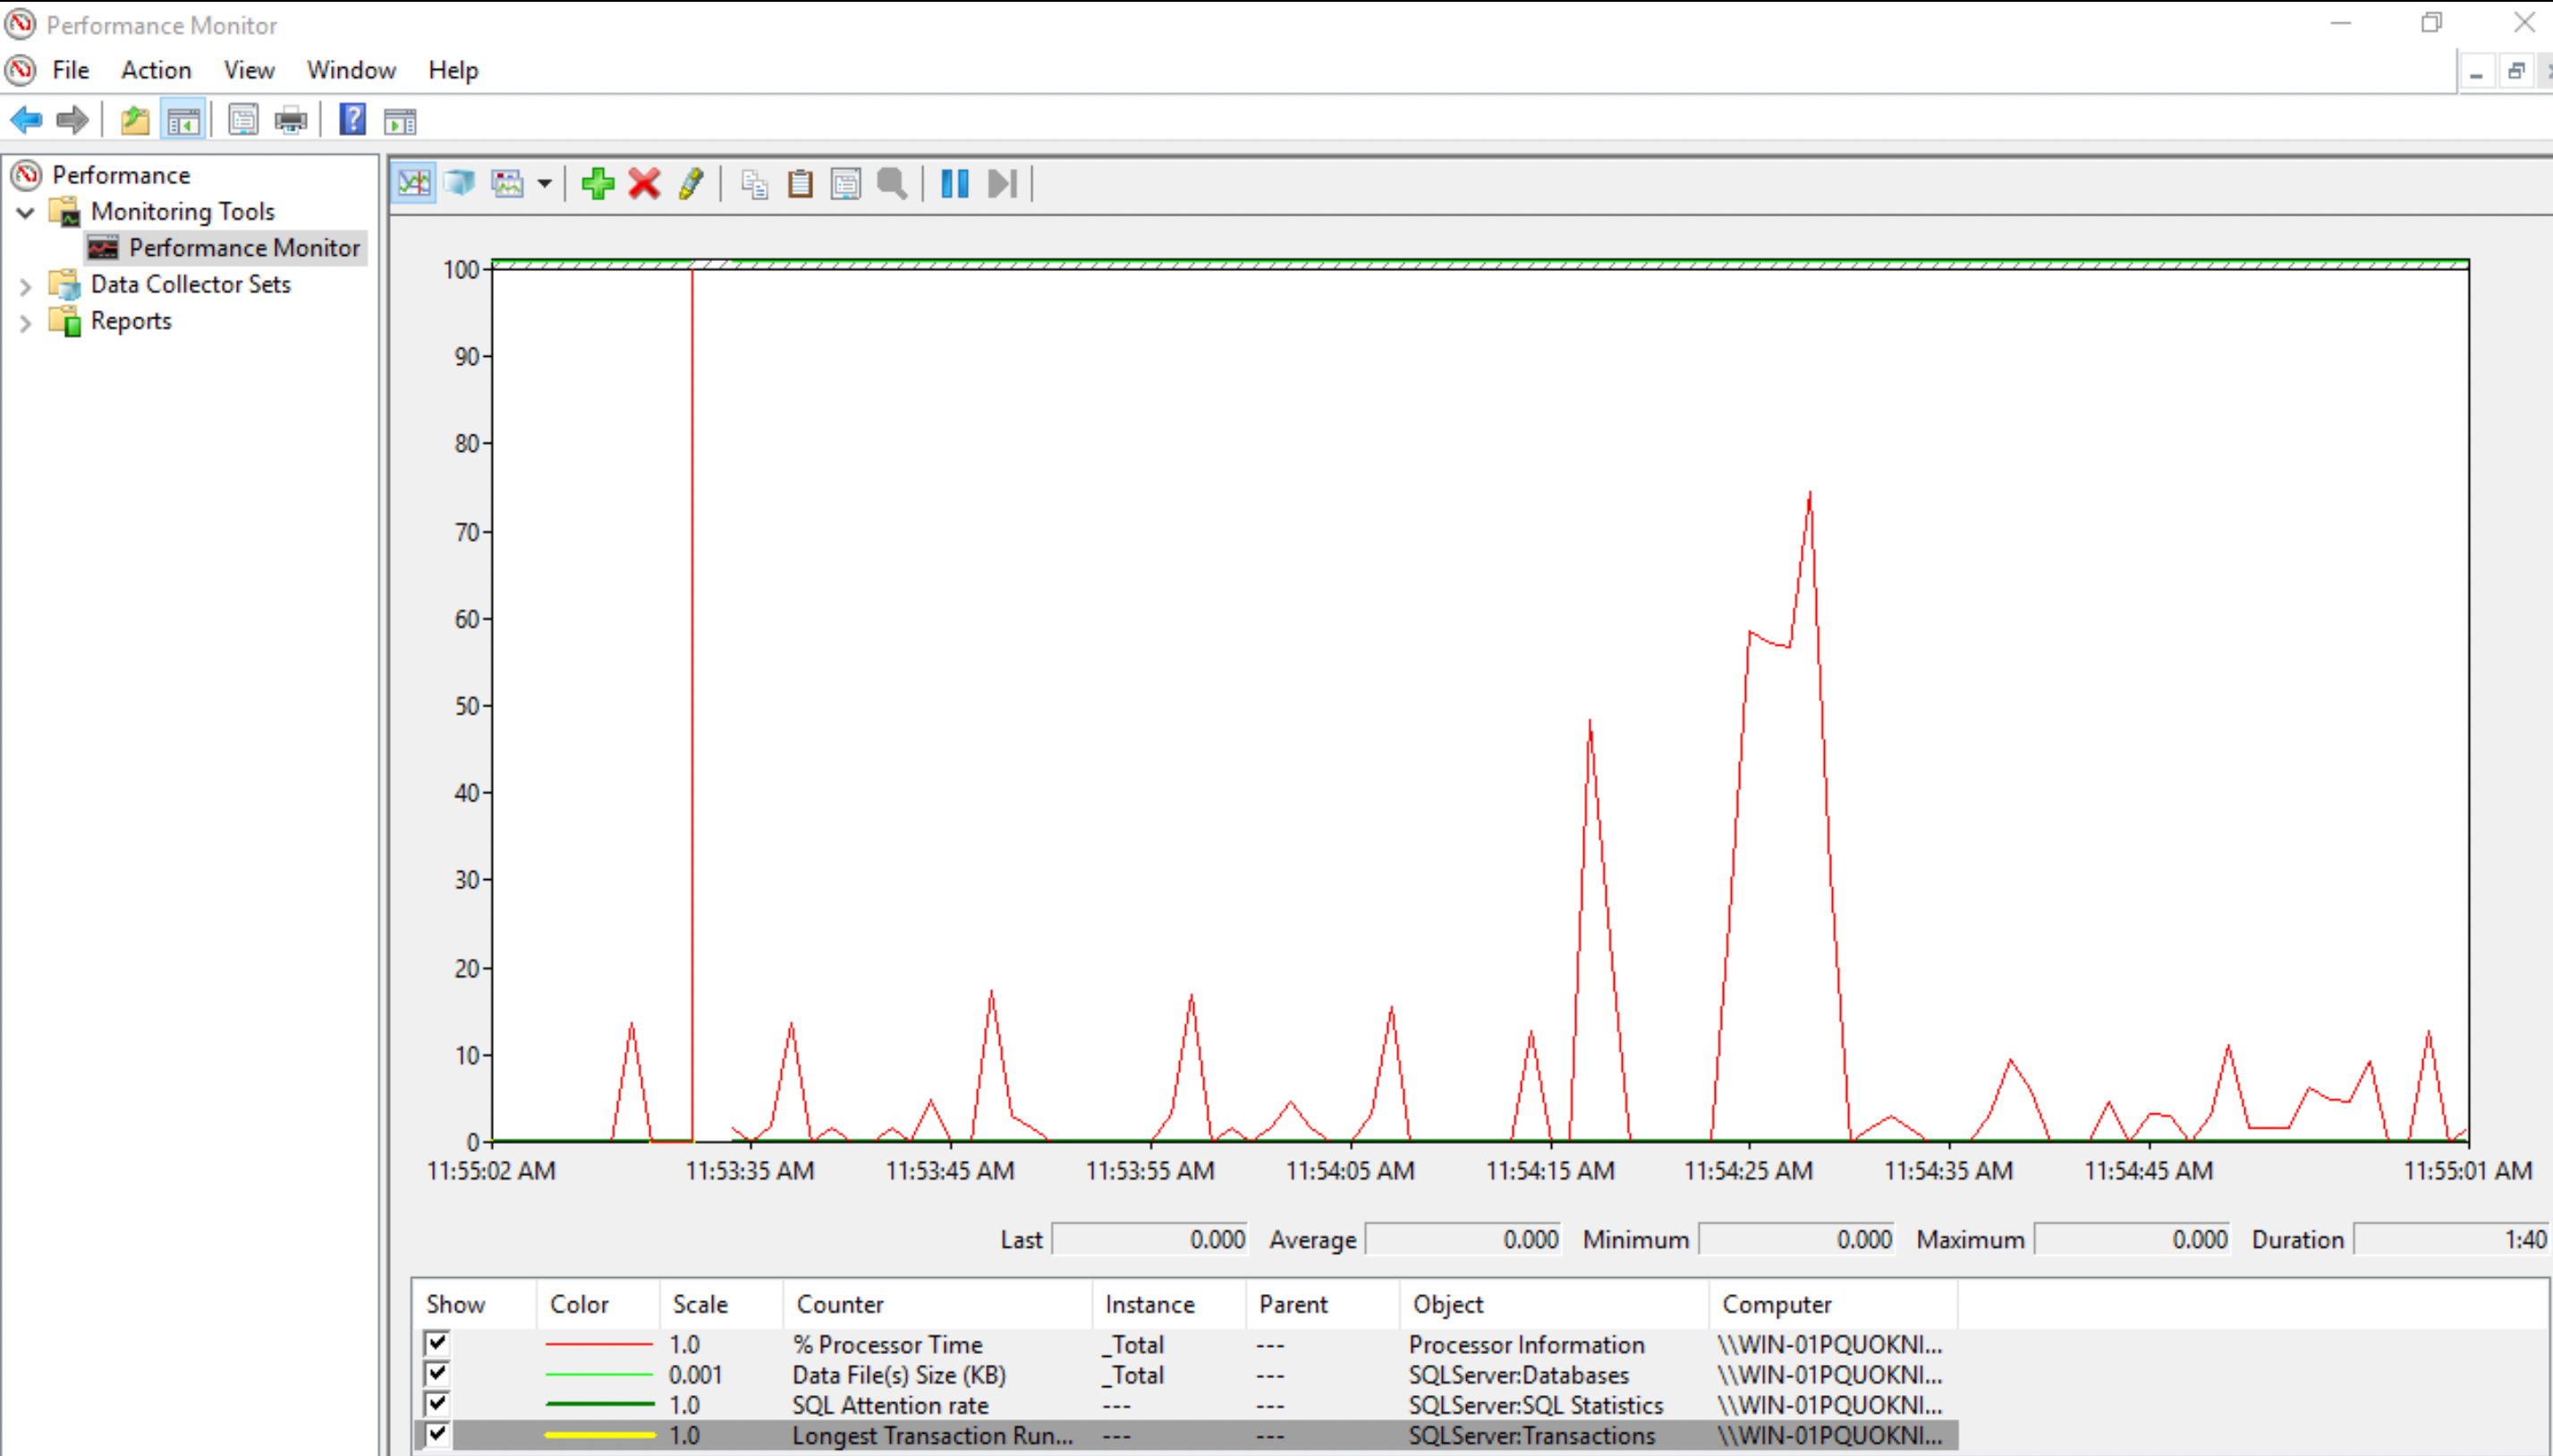 Performance Monitor
File Action View Window Help
Performance
Monitoring Tools
Performance Monitor
Data Collector Sets
Reports
100
90
80
70
60
50
40
30
20
10
0
11:55:02 AM 11:53:35 AM 11:53:45 AM 11:53:55 AM 11:54:05 AM 11:54:15 AM 11:54:25 AM 11:54:35 AM 11:54:45 AM 11:55:01 AM
Last 0.000 Average 0.000 Minimum 0.000 Maximum 0.000 Duration 1:40
Show Color Scale Counter Instance Parent Object Computer
1.0 % Processor Time _Total --- Processor Information \\WIN-01PQUOKNI...
0.001 Data File(s) Size (KB) _Total --- SQLServer:Databases \\WIN-01PQUOKNI...
1.0 SQL Attention rate --- --- SQLServer:SQL Statistics \\WIN-01PQUOKNI...
1.0 Longest Transaction Run... --- --- SQLServer:Transactions \\WIN-01PQUOKNI...